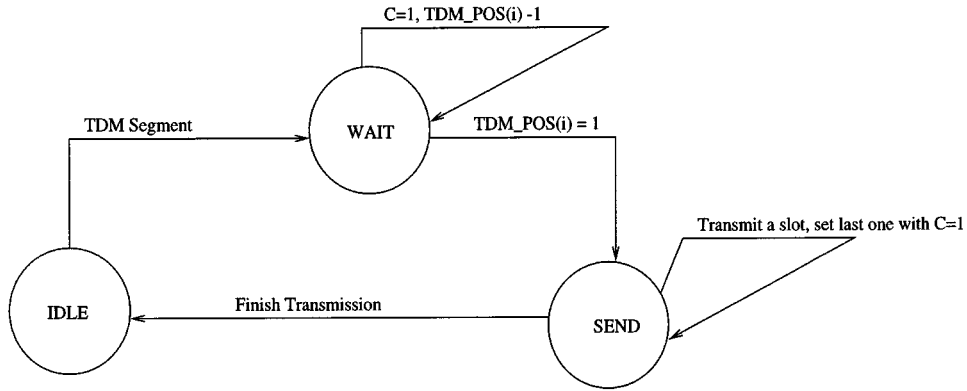 C=1, TDM_POS(i) -1
TDM Segment
WAIT
TDM_POS(i) = 1
Transmit a slot, set last one with C=1
IDLE
Finish Transmission
SEND